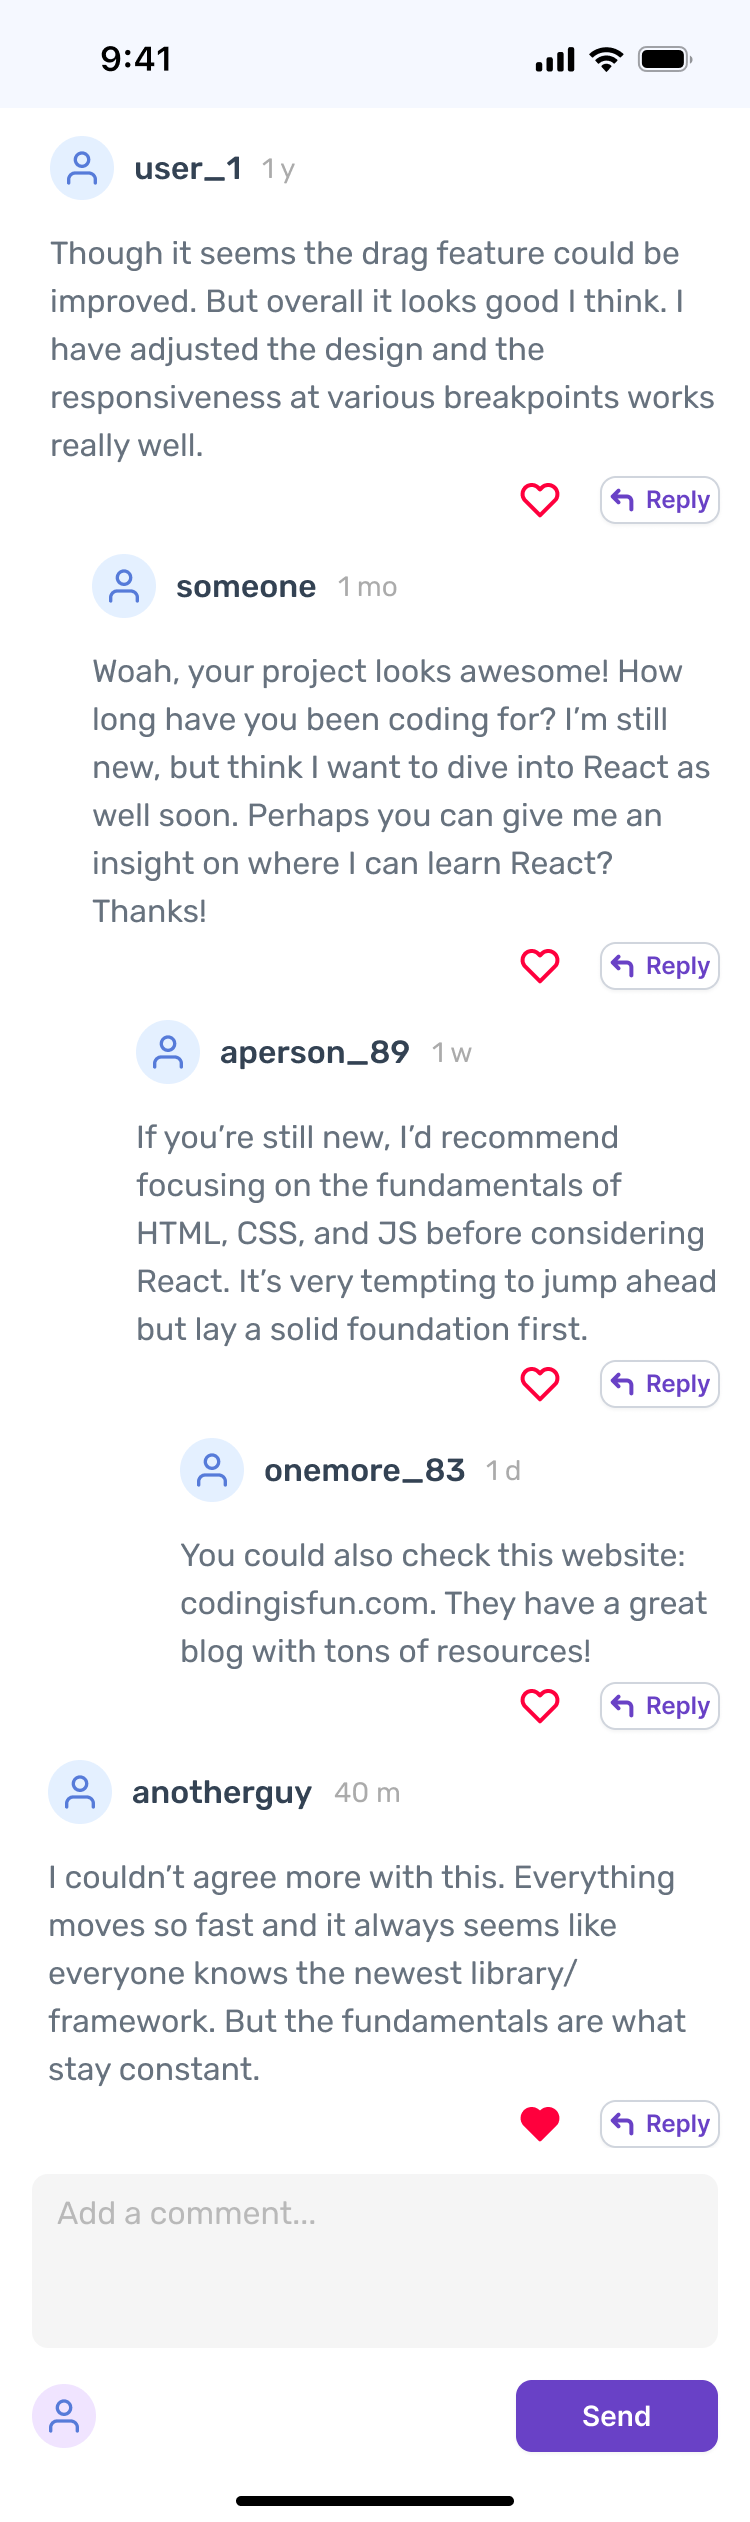 9:41
user_1 1 y
Though it seems the drag feature could be
improved. But overall it looks good I think. I
have adjusted the design and the
responsiveness at various breakpoints works
really well.
Reply
someone 1 mo
Woah, your project looks awesome! How
long have you been coding for? I’m still
new, but think I want to dive into React as
well soon. Perhaps you can give me an
insight on where I can learn React?
Thanks!
Reply
aperson_89 1 w
If you’re still new, I’d recommend
focusing on the fundamentals of
HTML, CSS, and JS before considering
React. It’s very tempting to jump ahead
but lay a solid foundation first.
Reply
onemore_83 1 d
You could also check this website:
codingisfun.com. They have a great
blog with tons of resources!
Reply
anotherguy 40 m
I couldn’t agree more with this. Everything
moves so fast and it always seems like
everyone knows the newest library/
framework. But the fundamentals are what
stay constant.
Reply
Add a comment...
Send